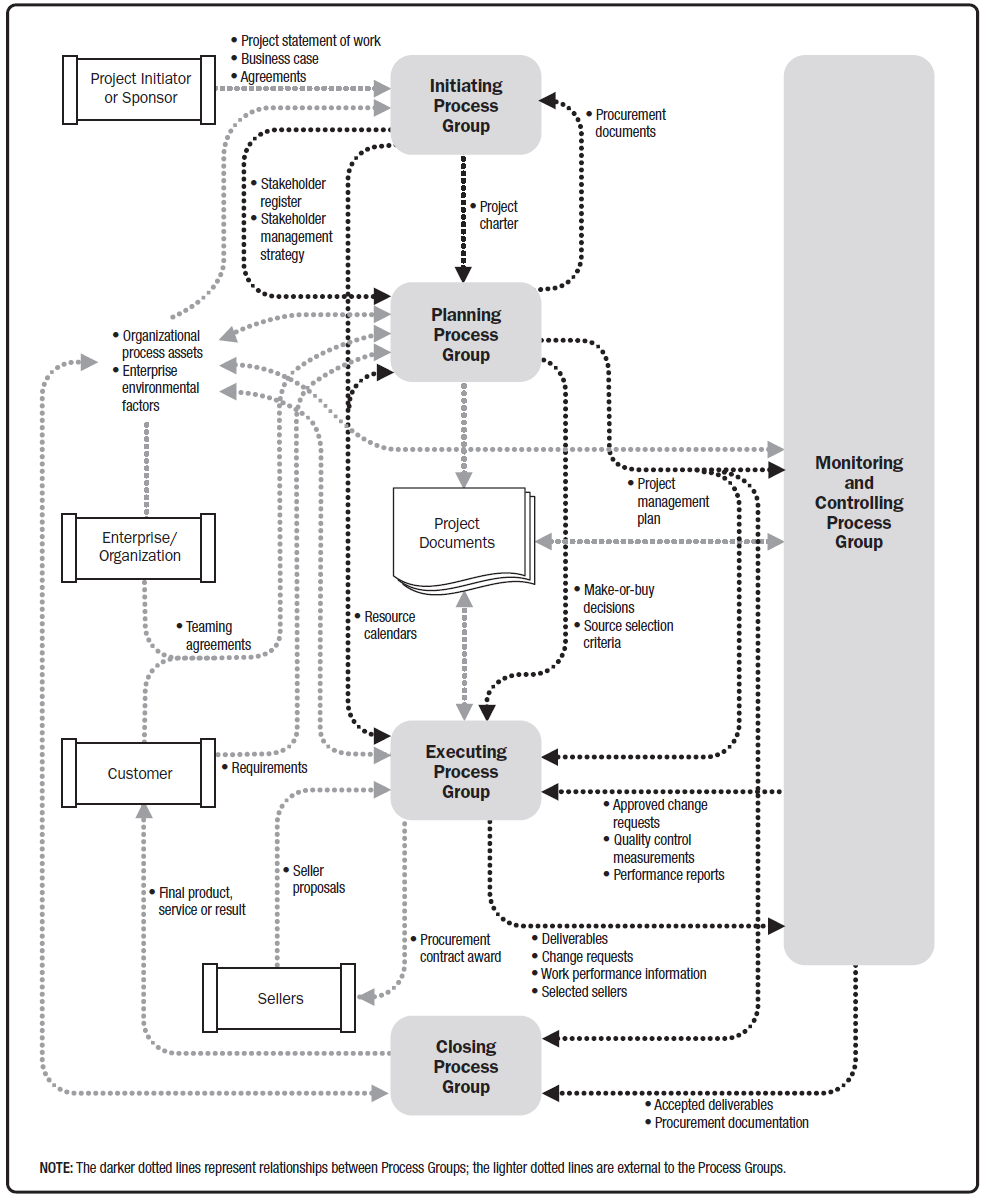 • Project statement of work
• Business case
• Agreements
Project Initiator
or Sponsor
Initiating
Process
Group
• Procurement
documents
• Stakeholder
register
• Stakeholder
management
strategy
• Project
charter
Planning
Process
Group
• Organizational
process assets
• Enterprise
environmental
factors
Monitoring
and
Controlling
Process
Group
• Project
management
plan
Project
Documents
Enterprise/
Organization
• Teaming
agreements
• Resource
calendars
• Make-or-buy
decisions
• Source selection
criteria
Customer
• Requirements
Executing
Process
Group
• Approved change
requests
• Quality control
measurements
• Performance reports
• Seller
proposals
• Final product,
service or result
• Procurement
contract award
• Deliverables
• Change requests
• Work performance information
• Selected sellers
Sellers
Closing
Process
Group
• Accepted deliverables
• Procurement documentation
NOTE: The darker dotted lines represent relationships between Process Groups; the lighter dotted lines are external to the Process Groups.